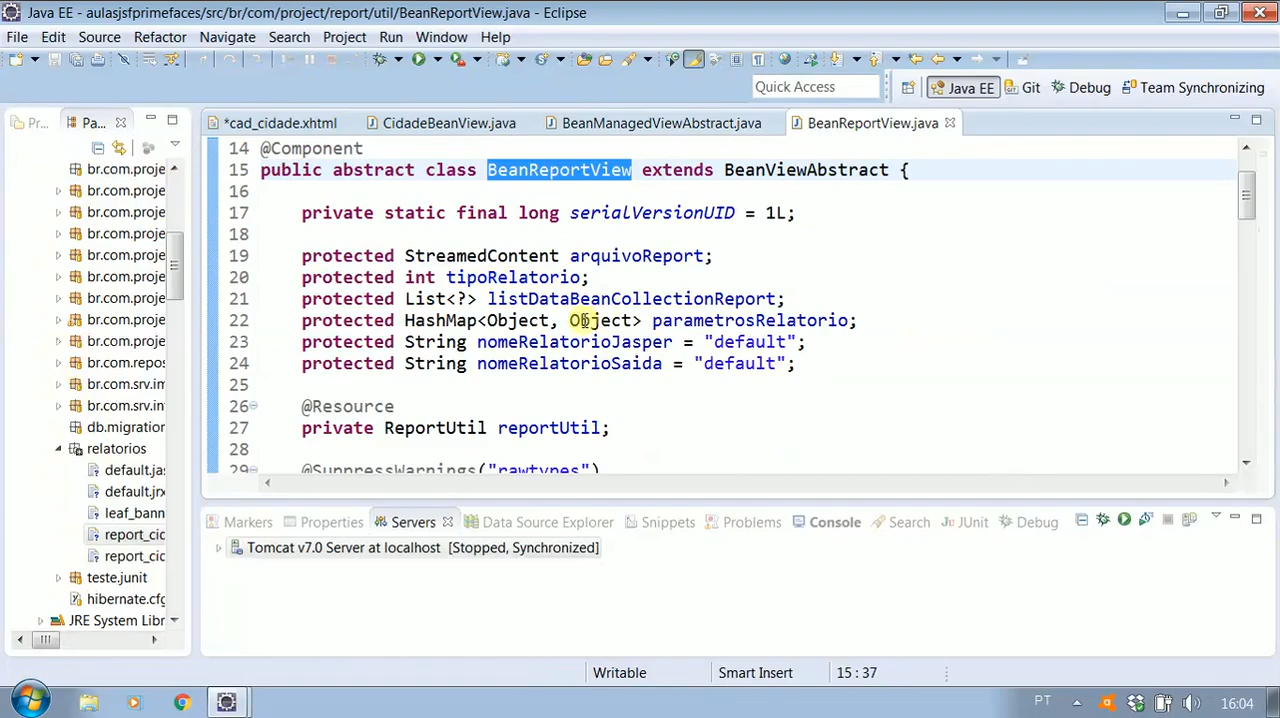 Java EE - aulasjsfprimefaces/src/br/com/project/report/util/BeanReportView.java - Eclipse
File Edit Source Refactor Navigate Search Project Run Window Help
Quick Access
Java EE Git Debug Team Synchronizing
Pr... Pa... *cad_cidade.xhtml CidadeBeanView.java BeanManagedViewAbstract.java BeanReportView.java
br.com.proje
br.com.proje
br.com.proje
br.com.proje
br.com.proje
br.com.proje
br.com.proje
br.com.proje
br.com.proje
br.com.repos
br.com.srv.in
br.com.srv.int
db.migration
relatorios
default.jas
default.jrx
leaf_bann
report_cid
report_cid
teste.junit
hibernate.cfg
JRE System Libr
14 @Component
15 public abstract class BeanReportView extends BeanViewAbstract {
16
17 private static final long serialVersionUID = 1L;
18
19 protected StreamedContent arquivoReport;
20 protected int tipoRelatorio;
21 protected List<?> listDataBeanCollectionReport;
22 protected HashMap<Object, Object> parametrosRelatorio;
23 protected String nomeRelatorioJasper = "default";
24 protected String nomeRelatorioSaida = "default";
25
26 @Resource
27 private ReportUtil reportUtil;
28
29 @SuppressWarnings("rawtypes")
Markers Properties Servers Data Source Explorer Snippets Problems Console Search JUnit Debug
Tomcat v7.0 Server at localhost [Stopped, Synchronized]
Writable Smart Insert 15 : 37
PT 16:04